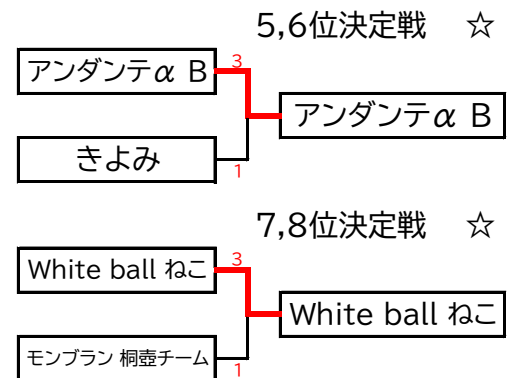 5,6位決定戦 ☆
アンダンテα B
3
アンダンテα B
きよみ
1
7,8位決定戦 ☆
White ball ねこ
3
White ball ねこ
モンブラン 桐壺チーム
1